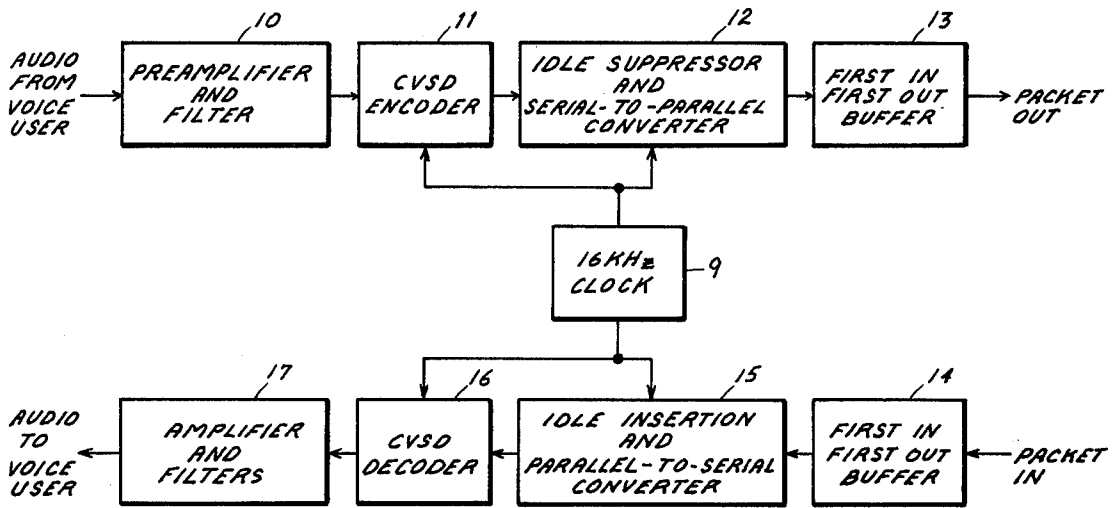 10
11
12
13
AUDIO
FROM
VOICE
USER
PREAMPLIFIER
AND
FILTER
CVSD
ENCODER
IDLE SUPPRESSOR
AND
SERIAL-TO-PARALLEL
CONVERTER
FIRST IN
FIRST OUT
BUFFER
PACKET
OUT
16KHz
CLOCK
9
17
16
15
14
AUDIO
TO
VOICE
USER
AMPLIFIER
AND
FILTERS
CVSD
DECODER
IDLE INSERTION
AND
PARALLEL-TO-SERIAL
CONVERTER
FIRST IN
FIRST OUT
BUFFER
PACKET
IN